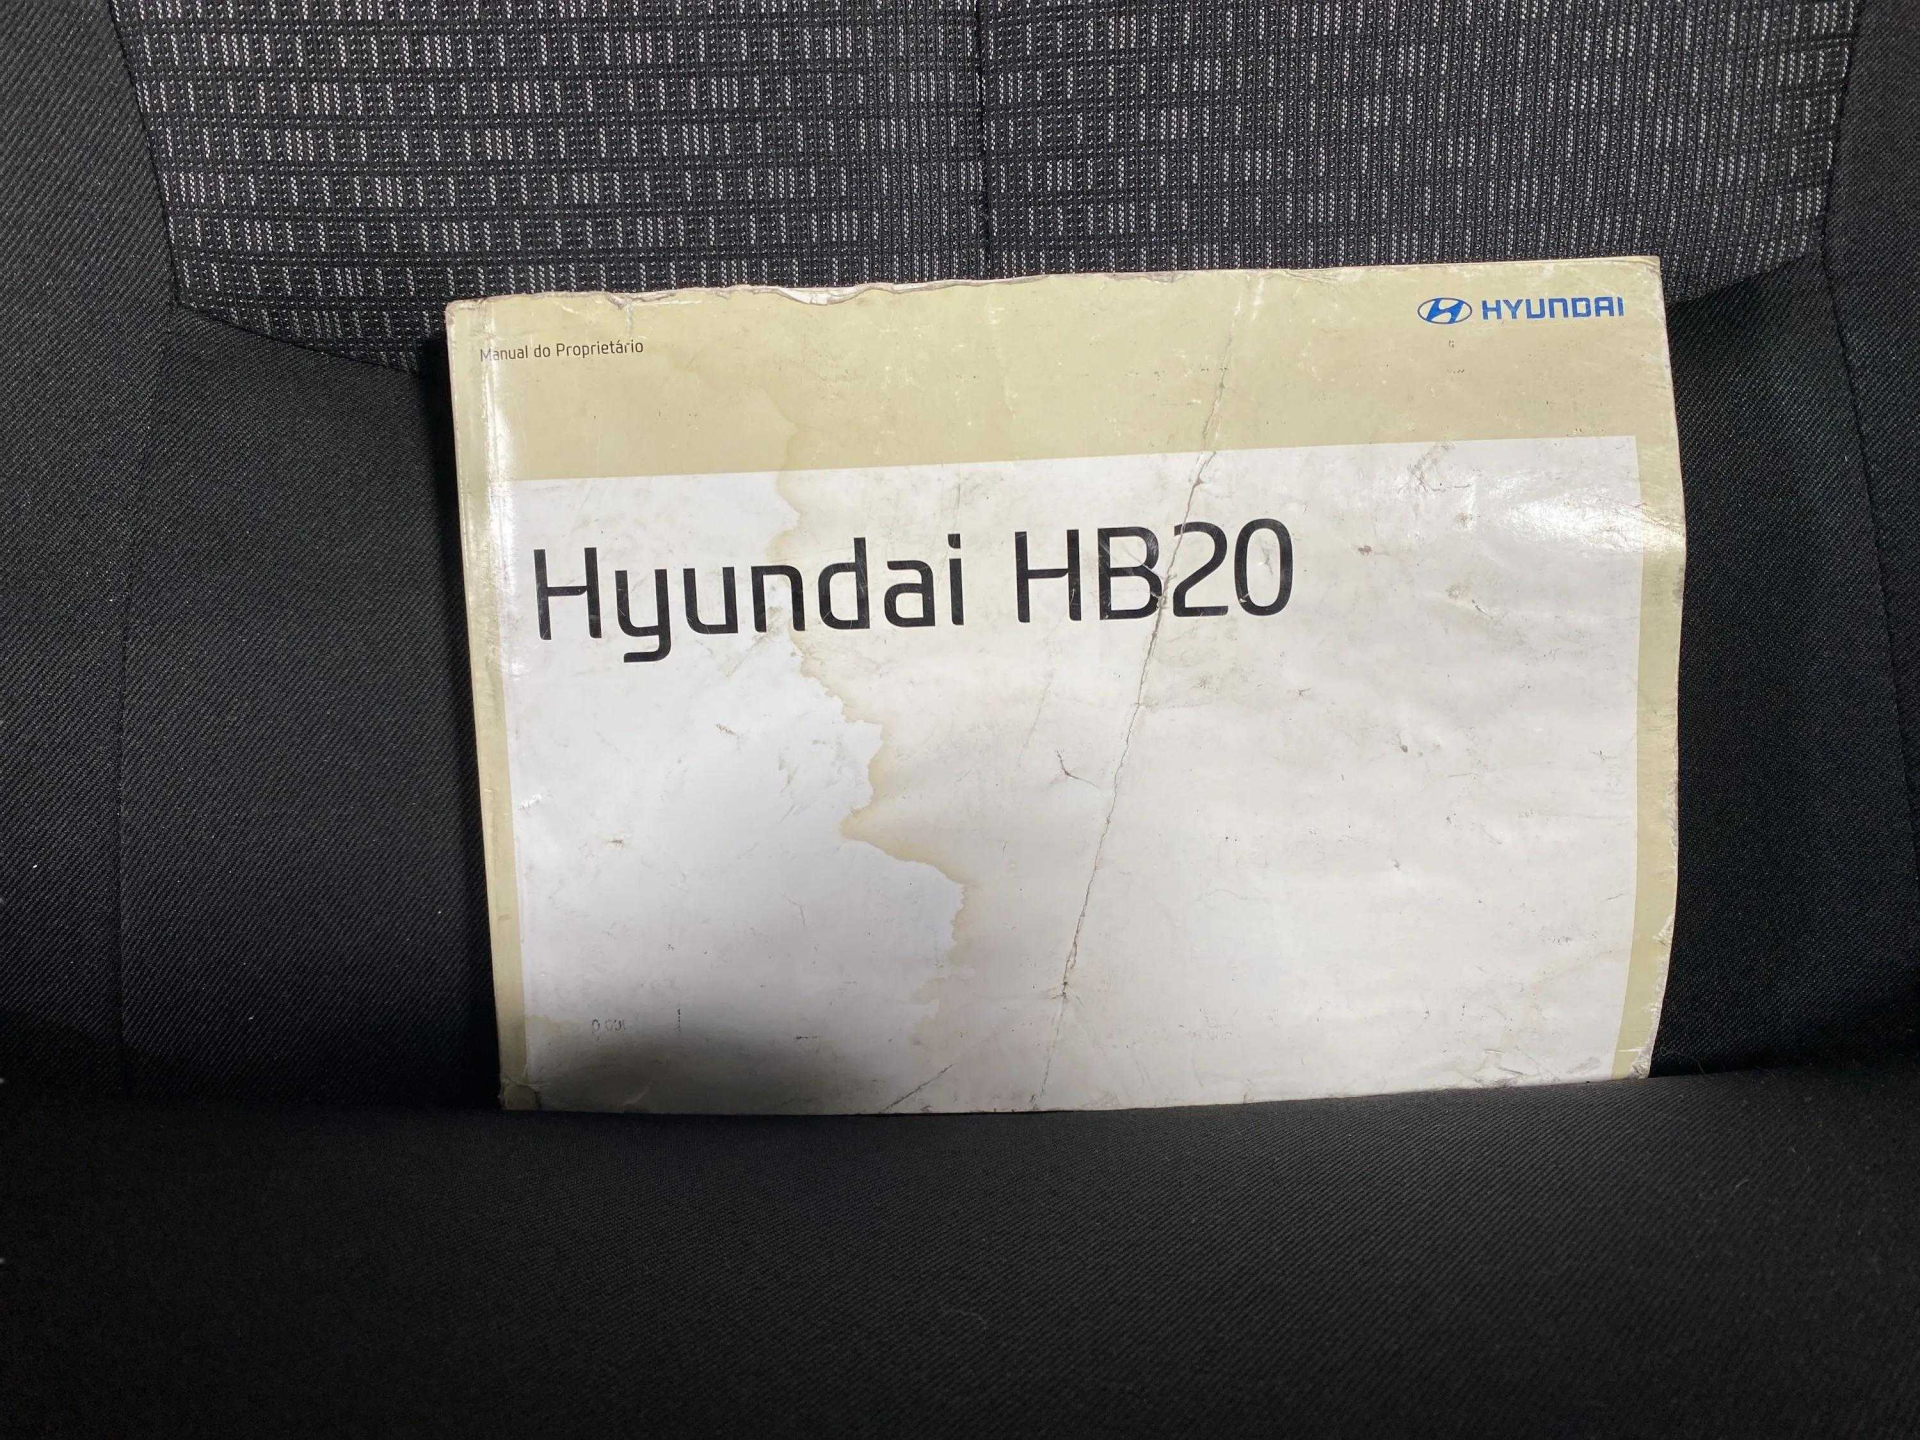 HYUNDAI
Manual do Proprietário
Hyundai HB20